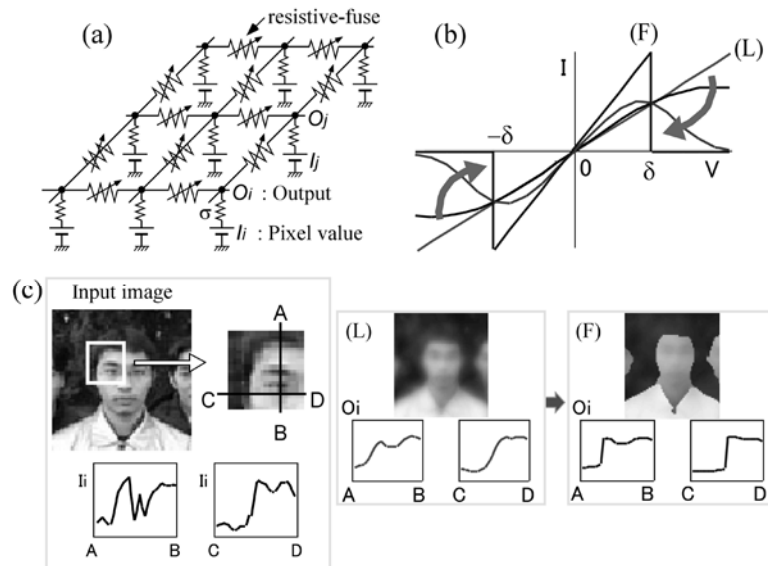 (a)
resistive-fuse
Oj
Ij
Oi : Output
σ
Ii : Pixel value
(b)
(F)
(L)
I
−δ
0
δ
V
(c)
Input image
A
C
D
B
Ii
A
B
Ii
C
D
(L)
Oi
A
B
C
D
(F)
Oi
A
B
C
D